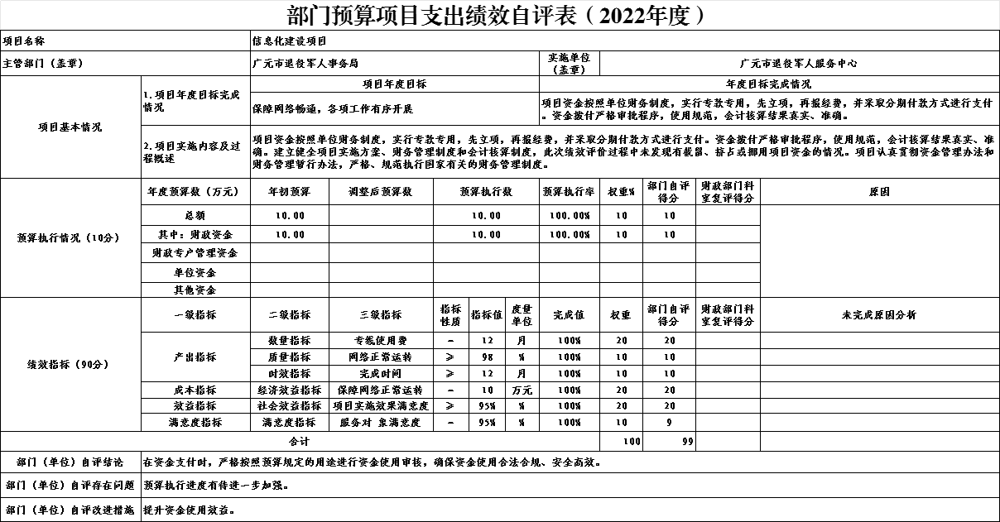 部门预算项目支出绩效自评表（2022年度）
项目名称 信息化建设项目
主管部门（盖章） 广元市退役军人事务局 实施单位（盖章） 广元市退役军人服务中心
项目基本情况
1.项目年度目标完成情况
项目年度目标 年度目标完成情况
保障网络畅通，各项工作有序开展
项目资金按照单位财务制度，实行专款专用，先立项，再报经费，并采取分期付款方式进行支付
。资金拨付严格审批程序，使用规范，会计核算结果真实、准确。
2.项目实施内容及过程概述
项目资金按照单位财务制度，实行专款专用，先立项，再报经费，并采取分期付款方式进行支付。资金拨付严格审批程序，使用规范，会计核算结果真实、准
确。建立健全项目实施方案、财务管理制度和会计核算制度，此次绩效评价过程中未发现有截留、挤占或挪用项目资金的情况。项目认真贯彻资金管理办法和
财务管理暂行办法，严格、规范执行国家有关的财务管理制度。
预算执行情况（10分）
年度预算数（万元） 年初预算 调整后预算数 预算执行数 预算执行率 权重% 部门自评得分 财政部门科室复评得分 原因
总额 10.00 10.00 100.00% 10 10
其中：财政资金 10.00 10.00 100.00% 10 10
财政专户管理资金
单位资金
其他资金
绩效指标（90分）
一级指标 二级指标 三级指标 指标性质 指标值 度量单位 完成值 权重 部门自评得分 财政部门科室复评得分 未完成原因分析
产出指标
数量指标 专线使用费 － 12 月 100% 20 20
质量指标 网络正常运转 ≥ 98 % 100% 10 10
时效指标 完成时间 ≥ 12 月 100% 10 10
成本指标 经济效益指标 保障网络正常运转 － 10 万元 100% 20 20
效益指标 社会效益指标 项目实施效果满意度 ≥ 95% % 100% 20 20
满意度指标 满意度指标 服务对 象满意度 － 95% % 100% 10 9
合计 100 99
部门（单位）自评结论 在资金支付时，严格按照预算规定的用途进行资金使用审核，确保资金使用合法合规、安全高效。
部门（单位）自评存在问题 预算执行进度有待进一步加强。
部门（单位）自评改进措施 提升资金使用效益。